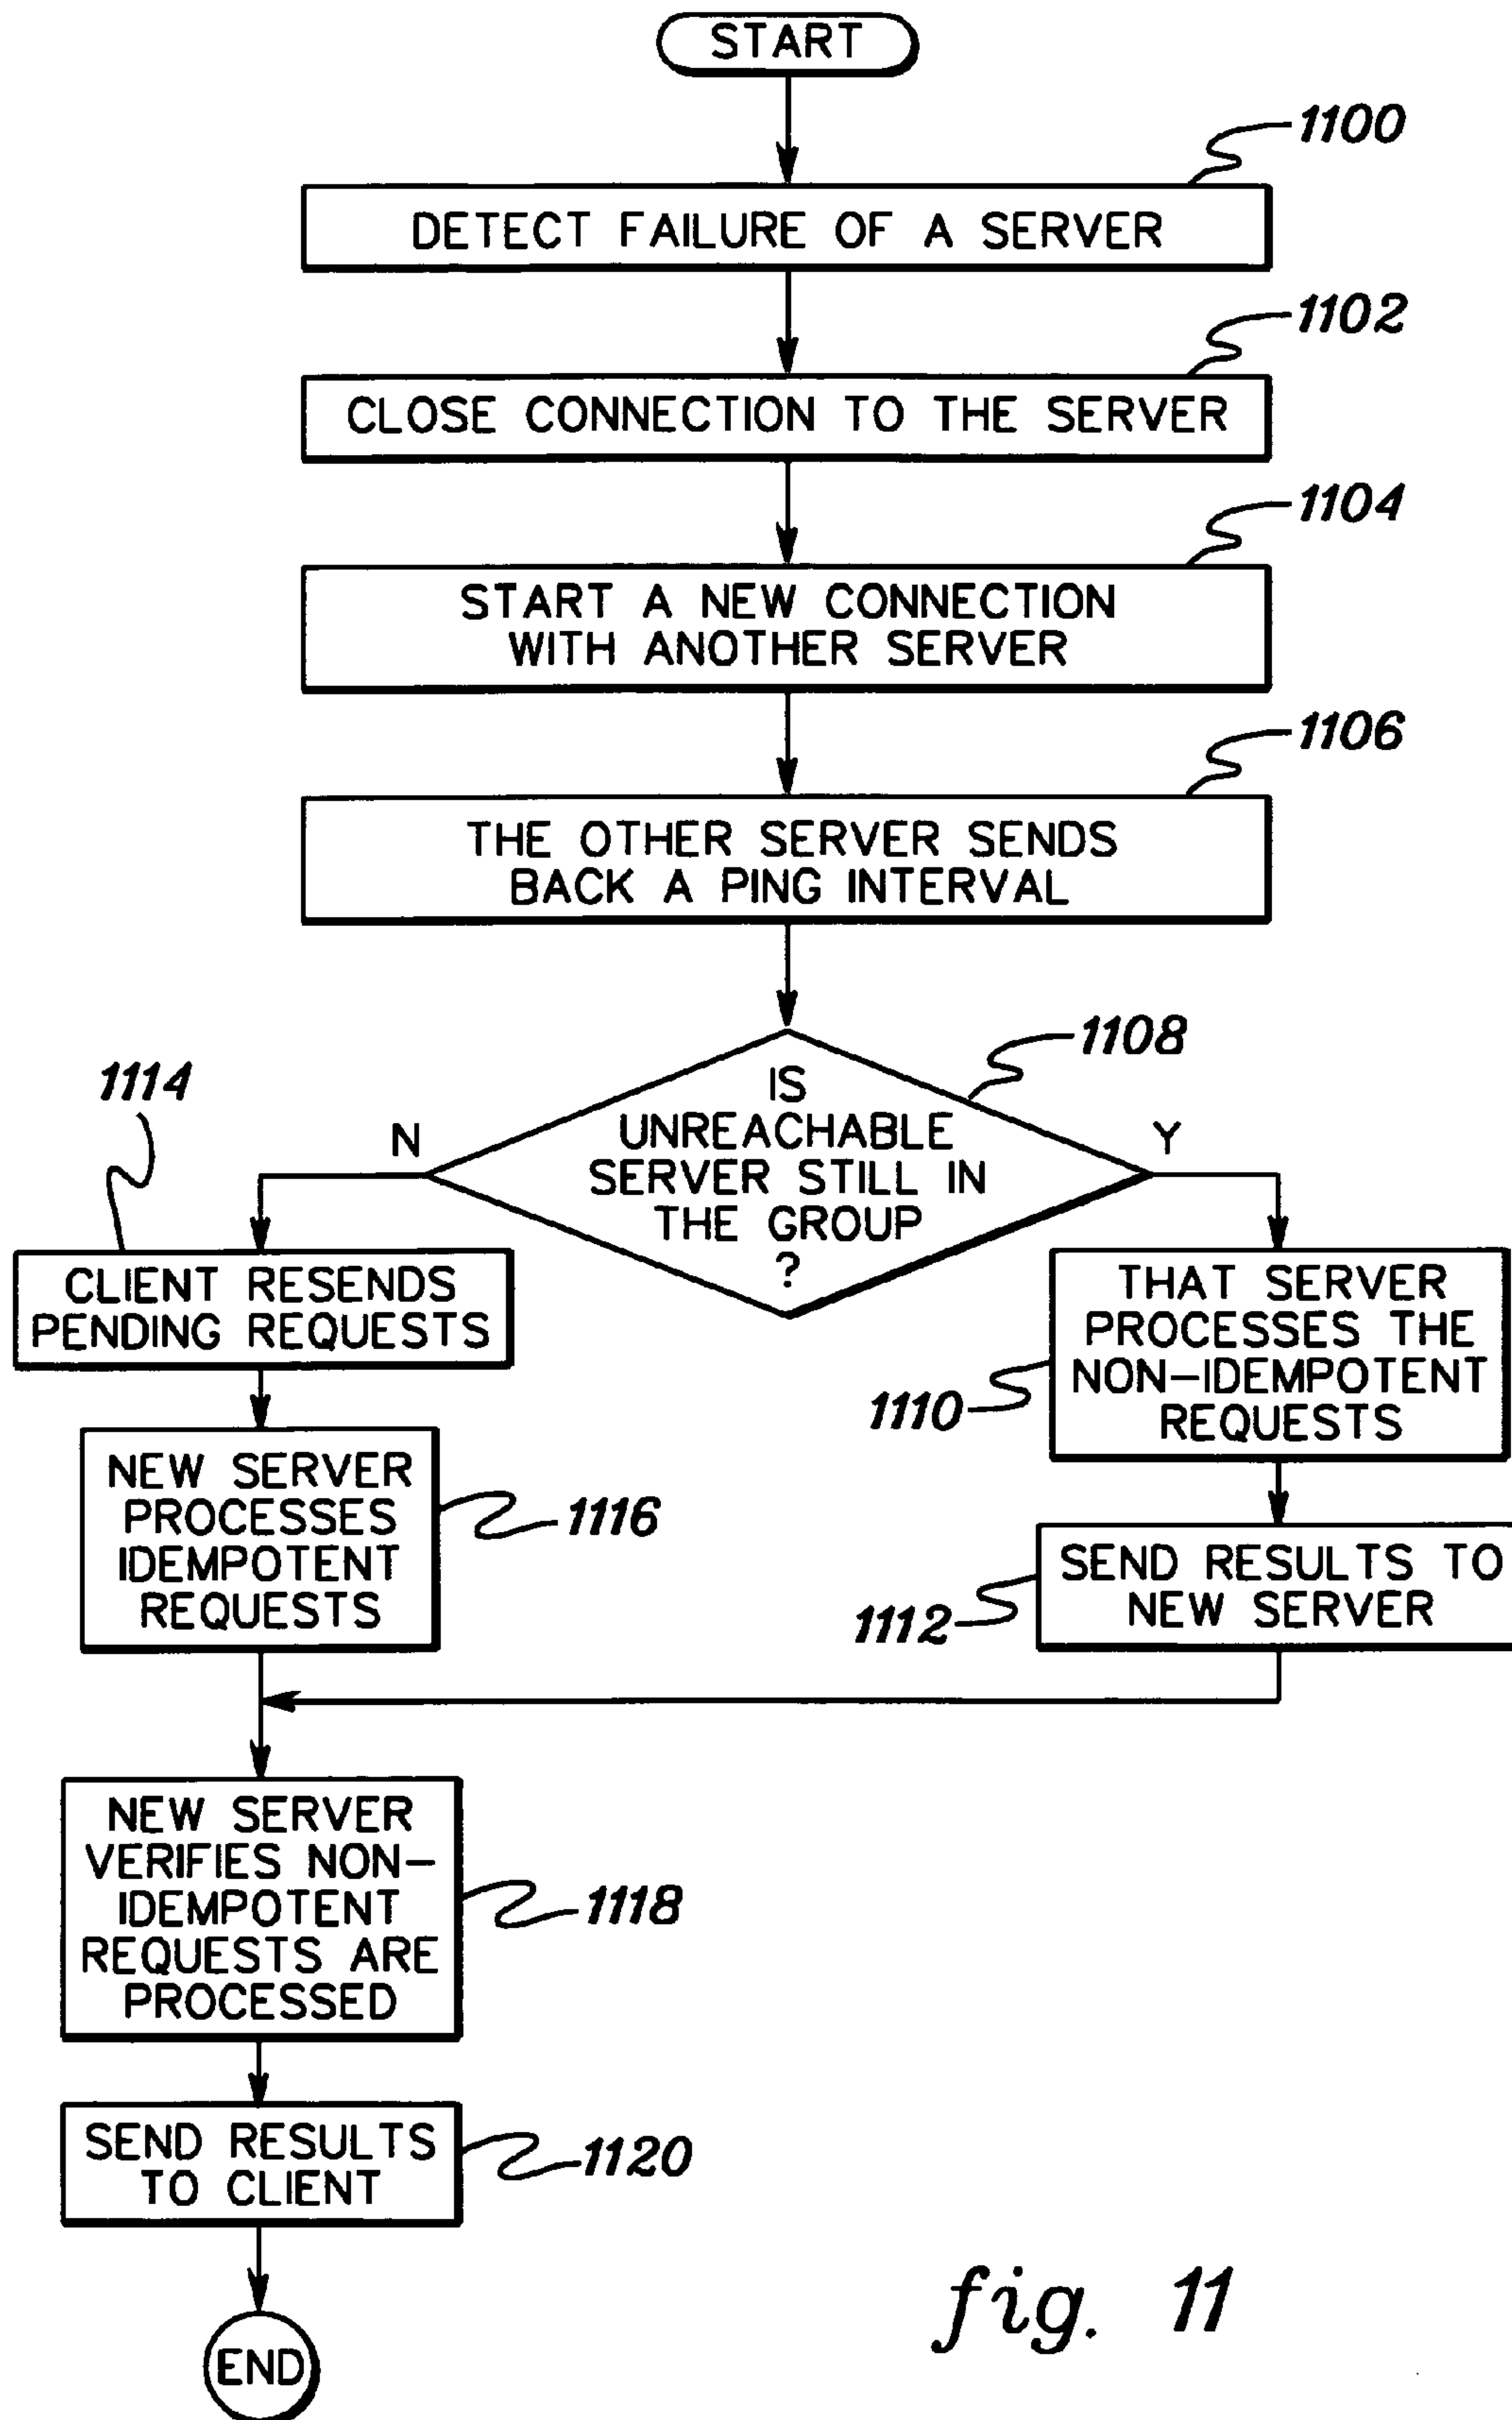 START
1100
DETECT FAILURE OF A SERVER
1102
CLOSE CONNECTION TO THE SERVER
1104
START A NEW CONNECTION
WITH ANOTHER SERVER
1106
THE OTHER SERVER SENDS
BACK A PING INTERVAL
1108
IS
UNREACHABLE
SERVER STILL IN
THE GROUP
?
N
Y
1114
CLIENT RESENDS
PENDING REQUESTS
1110
THAT SERVER
PROCESSES THE
NON-IDEMPOTENT
REQUESTS
1116
NEW SERVER
PROCESSES
IDEMPOTENT
REQUESTS
1112
SEND RESULTS TO
NEW SERVER
1118
NEW SERVER
VERIFIES NON-
IDEMPOTENT
REQUESTS ARE
PROCESSED
1120
SEND RESULTS
TO CLIENT
END
fig. 11